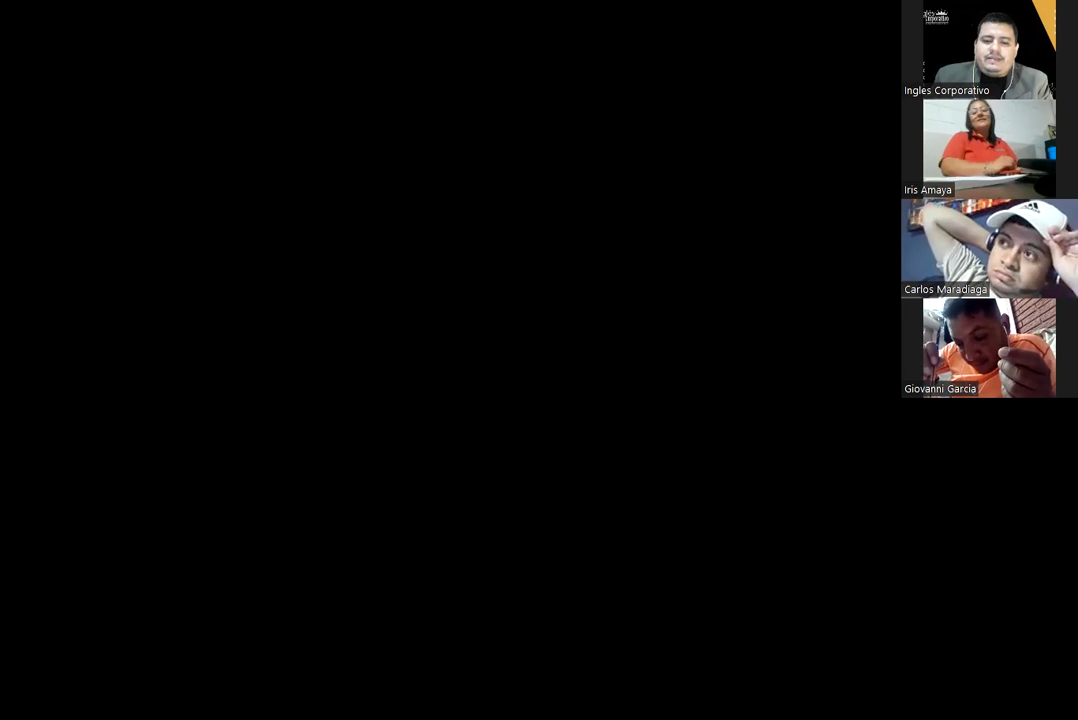 Ingles Corporativo
Iris Amaya
Carlos Maradiaga
Giovanni Garcia